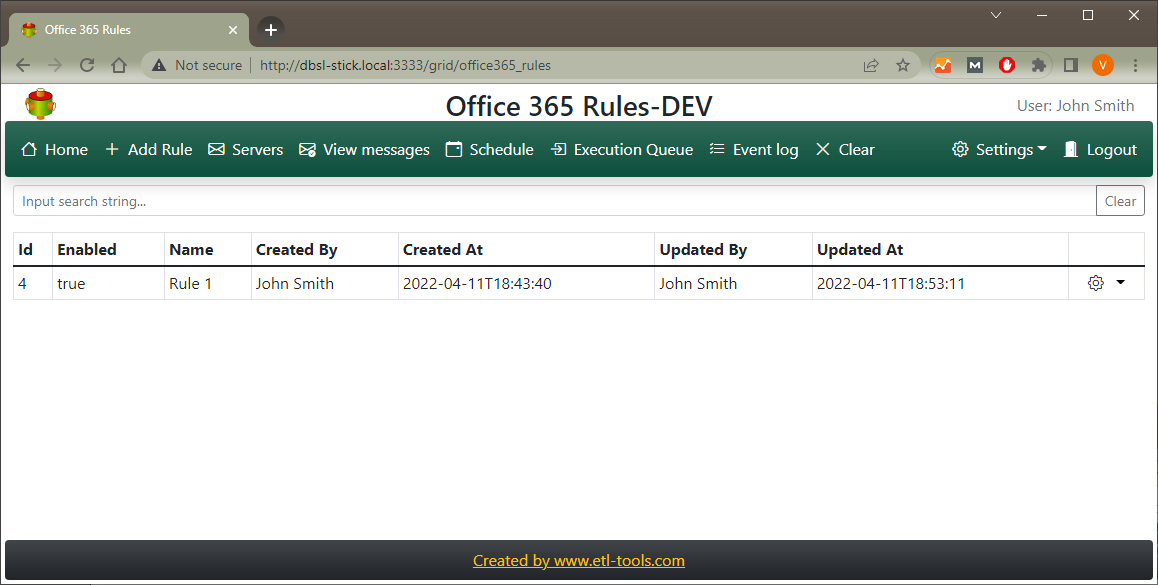 Office 365 Rules
Not secure http://dbsl-stick.local:3333/grid/office365_rules
M V
Office 365 Rules-DEV User: John Smith
Home Add Rule Servers View messages Schedule Execution Queue Event log Clear Settings Logout
Input search string... Clear
Id Enabled Name Created By Created At Updated By Updated At
4 true Rule 1 John Smith 2022-04-11T18:43:40 John Smith 2022-04-11T18:53:11
Created by www.etl-tools.com